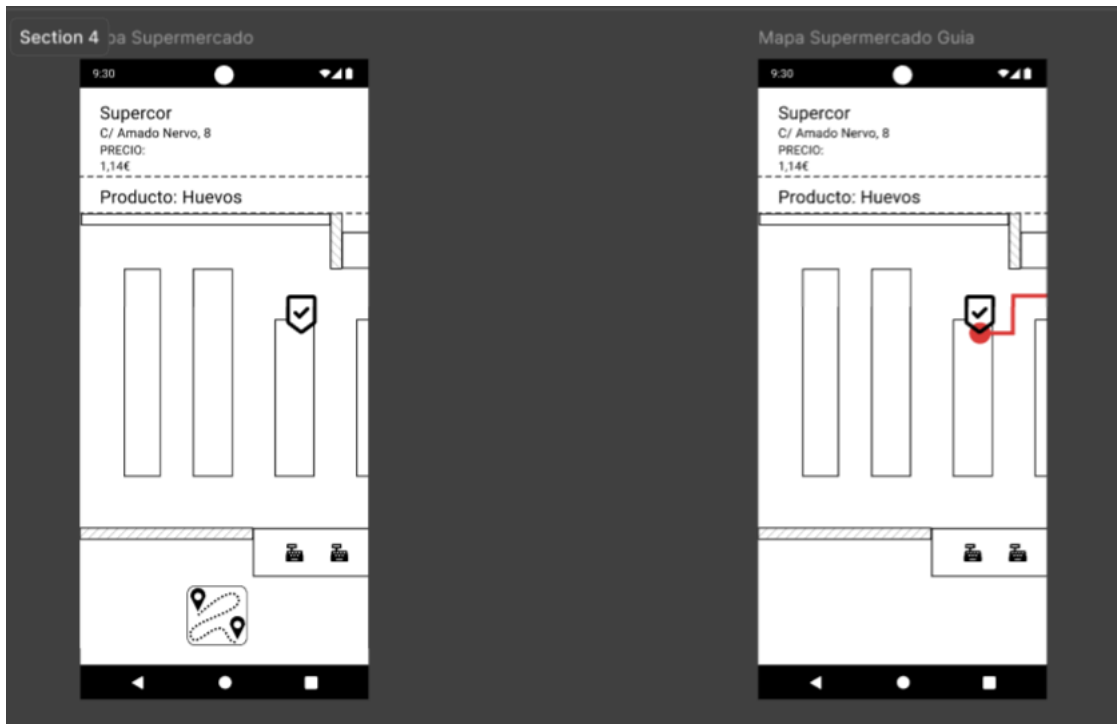 Section 4
pa Supermercado
9:30
Supercor
C/ Amado Nervo, 8
PRECIO:
1,14€
Producto: Huevos
Mapa Supermercado Guia
9:30
Supercor
C/ Amado Nervo, 8
PRECIO:
1,14€
Producto: Huevos